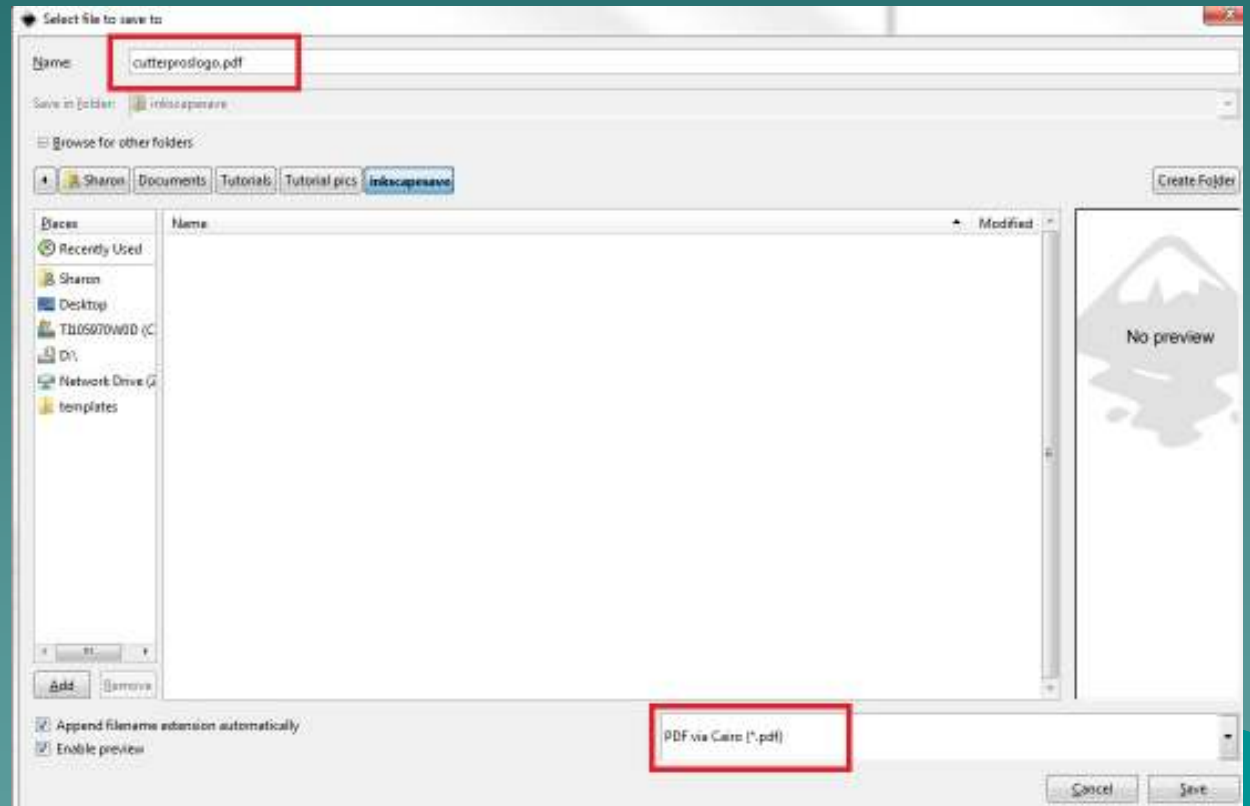 Select file to save to
Name:
cutterproslogo.pdf
Save in folder: inkscapesave
Browse for other folders
Sharon Documents Tutorials Tutorial pics inkscapesave
Create Folder
Places
Name
Modified
Recently Used
Sharon
Desktop
(C
D:\
Network Drive
templates
No preview
Add Remove
Append filename extension automatically
Enable preview
PDF via Cairo (*.pdf)
Cancel Save